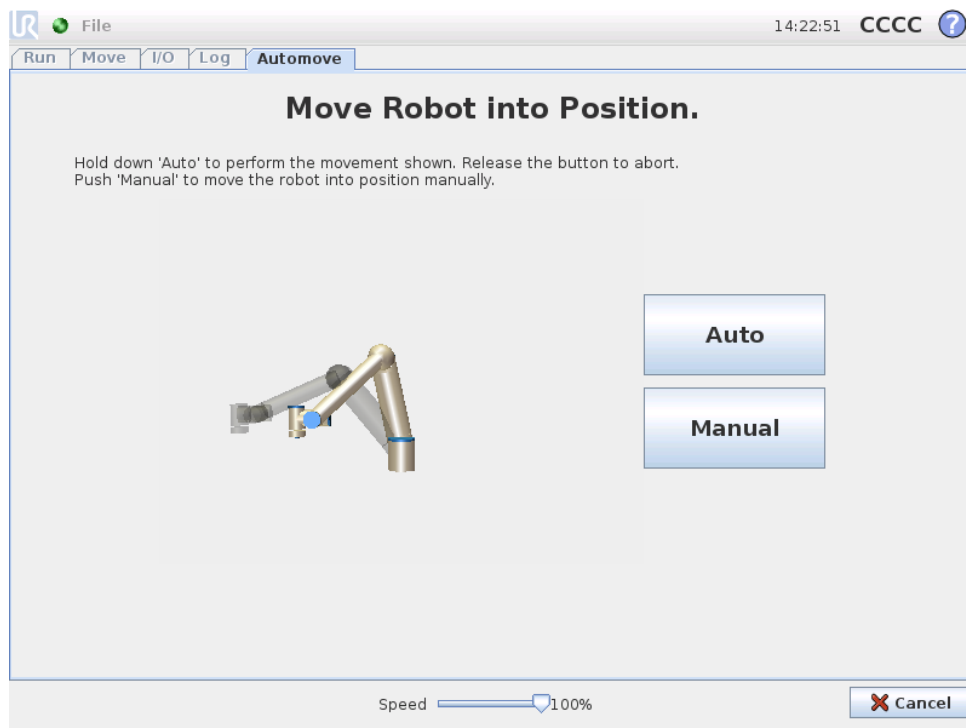 UR File 14:22:51 CCCC ?
Run Move I/O Log Automove
Move Robot into Position.
Hold down 'Auto' to perform the movement shown. Release the button to abort.
Push 'Manual' to move the robot into position manually.
Auto
Manual
Speed 100% Cancel